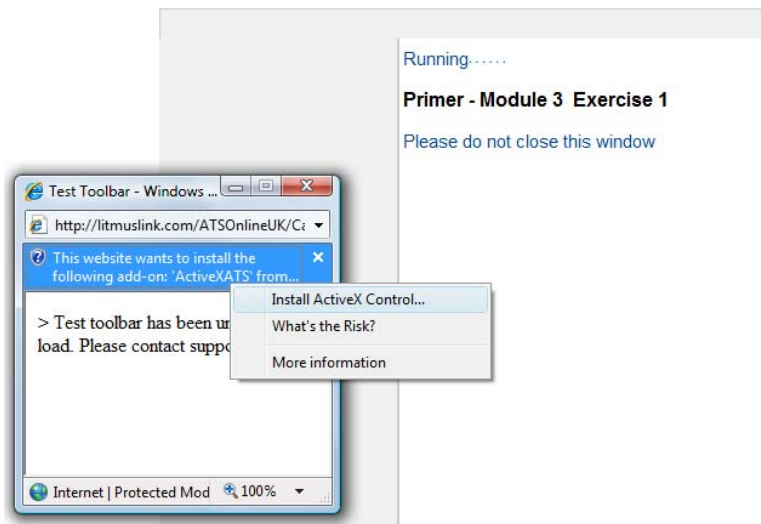 Running......
Primer - Module 3 Exercise 1
Please do not close this window
Test Toolbar - Windows ...
http://litmuslink.com/ATSOnlineUK/Ca
This website wants to install the
following add-on: 'ActiveXATS' from...
Install ActiveX Control...
What's the Risk?
More information
> Test toolbar has been
load. Please contact
Internet | Protected Mod
100%